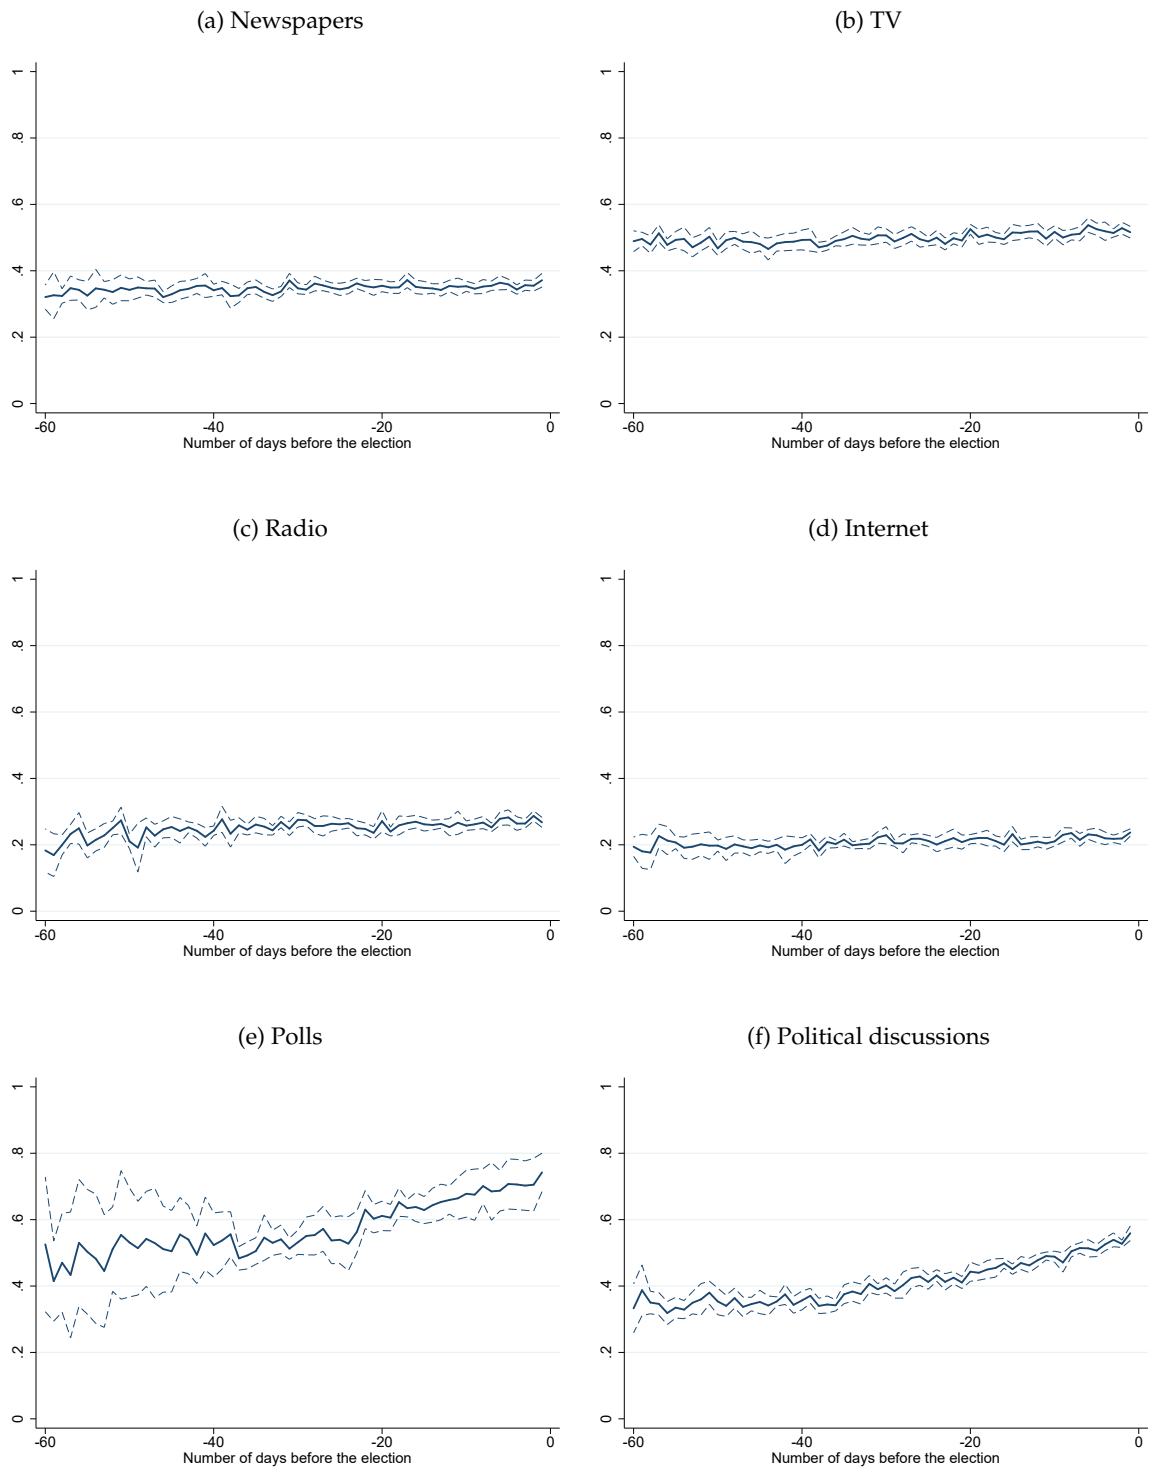 (a) Newspapers
1
.8
.6
.4
.2
0
-60 -40 -20 0
Number of days before the election
(b) TV
1
.8
.6
.4
.2
0
-60 -40 -20 0
Number of days before the election
(c) Radio
1
.8
.6
.4
.2
0
-60 -40 -20 0
Number of days before the election
(d) Internet
1
.8
.6
.4
.2
0
-60 -40 -20 0
Number of days before the election
(e) Polls
1
.8
.6
.4
.2
0
-60 -40 -20 0
Number of days before the election
(f) Political discussions
1
.8
.6
.4
.2
0
-60 -40 -20 0
Number of days before the election